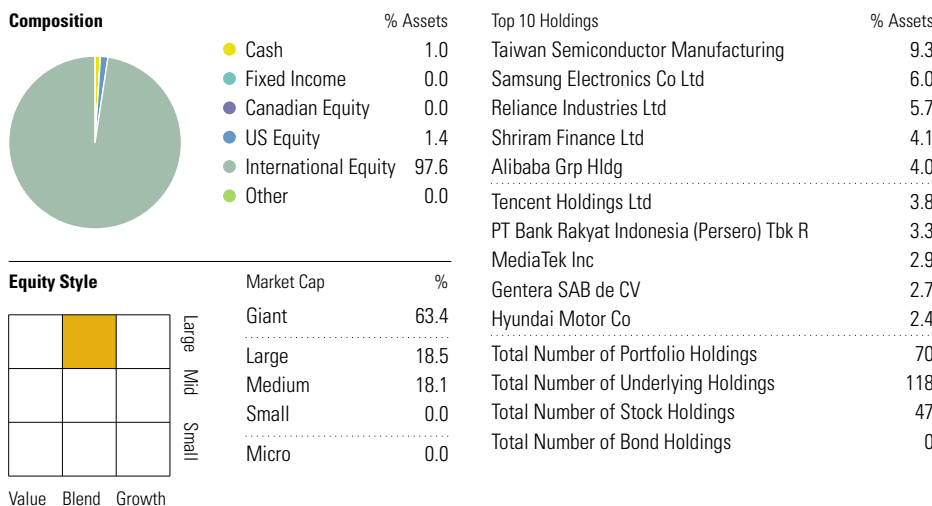 Composition % Assets
Cash 1.0
Fixed Income 0.0
Canadian Equity 0.0
US Equity 1.4
International Equity 97.6
Other 0.0
Equity Style
Large
Mid
Small
Value Blend Growth
Market Cap %
Giant 63.4
Large 18.5
Medium 18.1
Small 0.0
Micro 0.0
Top 10 Holdings % Assets
Taiwan Semiconductor Manufacturing 9.3
Samsung Electronics Co Ltd 6.0
Reliance Industries Ltd 5.7
Shriram Finance Ltd 4.1
Alibaba Grp Hldg 4.0
Tencent Holdings Ltd 3.8
PT Bank Rakyat Indonesia (Persero) Tbk R 3.3
MediaTek Inc 2.9
Gentera SAB de CV 2.7
Hyundai Motor Co 2.4
Total Number of Portfolio Holdings 70
Total Number of Underlying Holdings 118
Total Number of Stock Holdings 47
Total Number of Bond Holdings 0